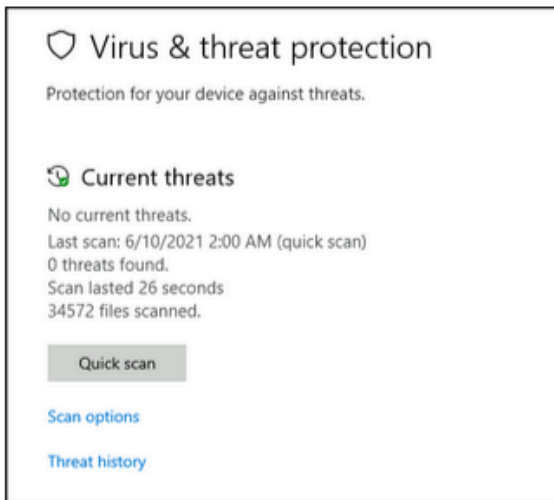 Virus & threat protection
Protection for your device against threats.
Current threats
No current threats.
Last scan: 6/10/2021 2:00 AM (quick scan)
0 threats found.
Scan lasted 26 seconds
34572 files scanned.
Quick scan
Scan options
Threat history